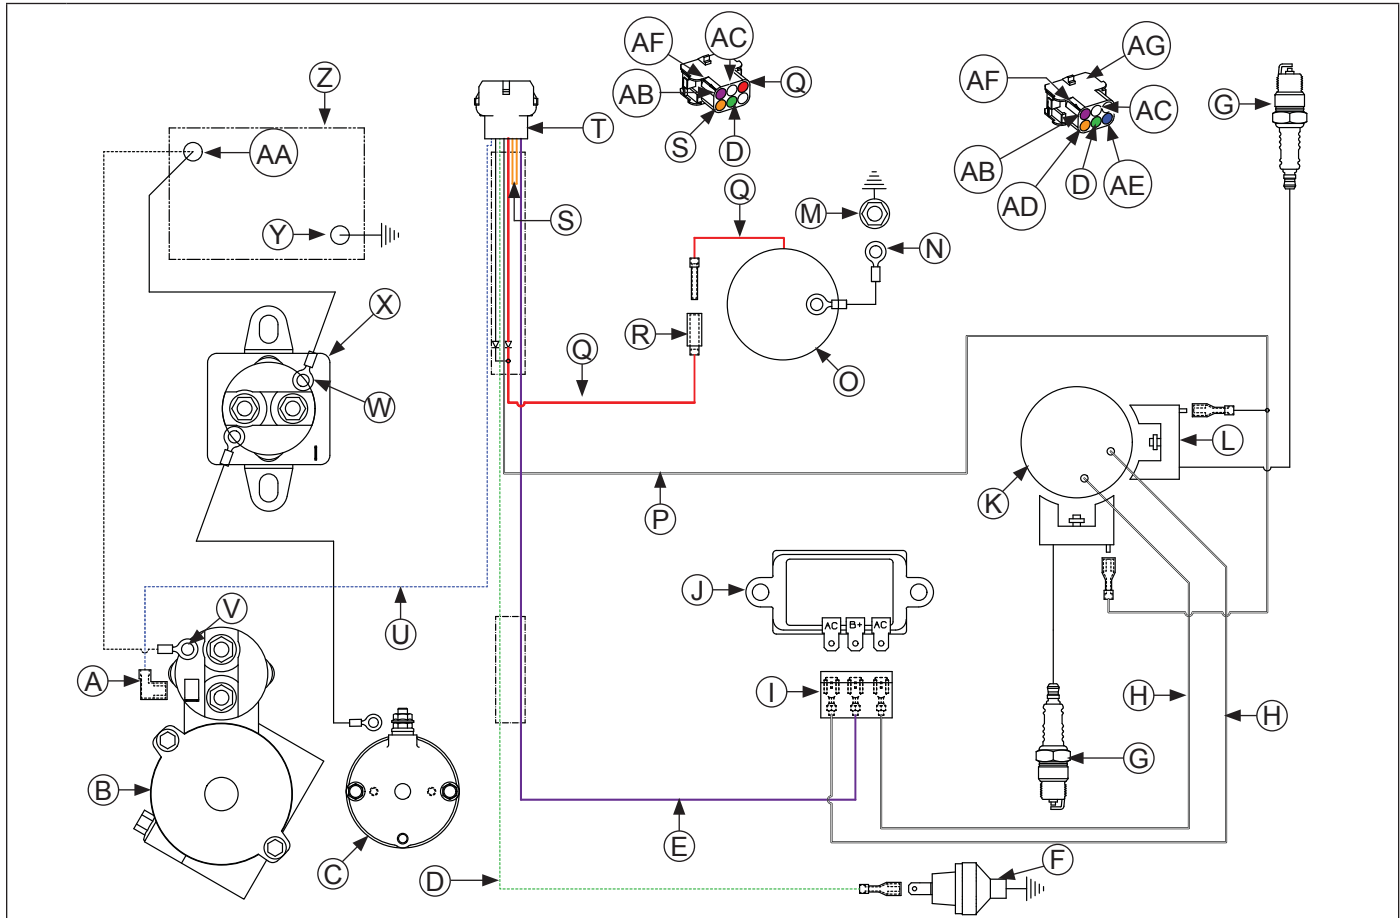 AF AC AG
Z AF G
AB Q AC
T
AA S D AB D AE
AD
Q
S M
Y N
X
R
Q
O
W
L
K
P
J
AC B+ AC
V U
A I H H
G
B
E
C D F